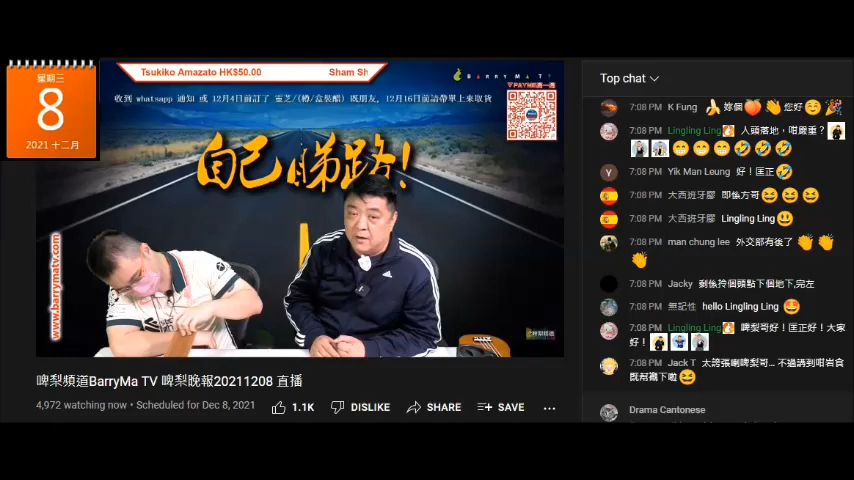 星期三
8
2021 十二月
Tsukiko Amazato HK$50.00
Sham Sh
BARRYMATV
收到 whatsapp 通知 或 12月4日前訂了 靈芝/(樽/盒裝醋) 既朋友, 12月16日前請帶單上來取貨
自己睇路!
www.barrymatv.com
啤梨頻道BarryMa TV 啤梨晚報20211208 直播
4,972 watching now • Scheduled for Dec 8, 2021
1.1K
DISLIKE
SHARE
SAVE
Top chat
7:08 PM K Fung 🍌嫁個🍑👏您好☺️🎉
7:08 PM Lingling Ling 人頭落地，咁嚴重？
😁😁😁🤣🤣🤣
7:08 PM Yik Man Leung 好！匡正🤣
7:08 PM 大西班牙膠 即係方哥😆😆😆
7:08 PM 大西班牙膠 Lingling Ling😃
7:08 PM man chung lee 外交部有後了👏👏
👏
7:08 PM Jacky 剩係拎個頭點下個地下,完左
7:08 PM 無記性 hello Lingling Ling 🤩
7:08 PM Lingling Ling 啤梨哥好！匡正好！大家
好！
7:08 PM Jack T 太誇張喇啤梨哥... 不過講到咁岩食
既幫襯下啦😆
Drama Cantonese